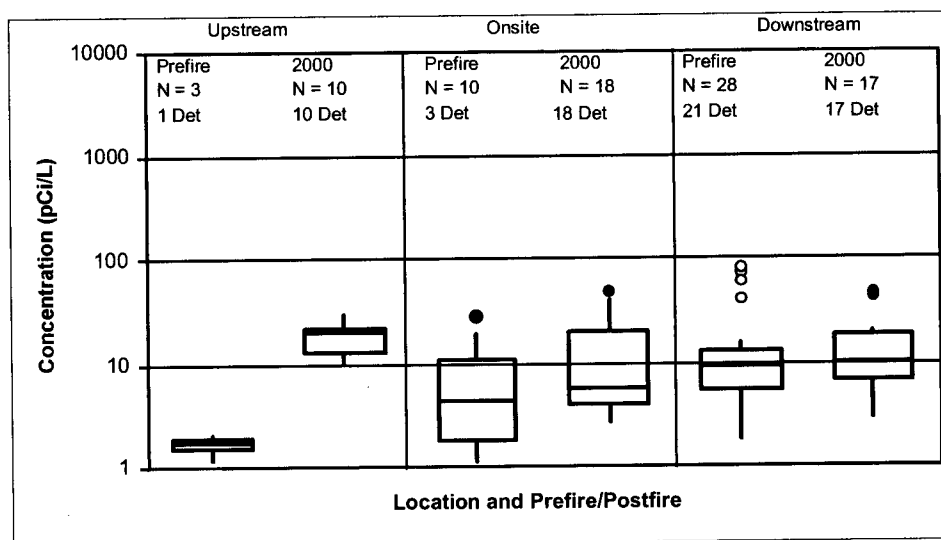 Upstream Onsite Downstream
10000
1000
100
10
1
Concentration (pCi/L)
Prefire 2000
N = 3 N = 10
1 Det 10 Det
Prefire 2000
N = 10 N = 18
3 Det 18 Det
Prefire 2000
N = 28 N = 17
21 Det 17 Det
Location and Prefire/Postfire